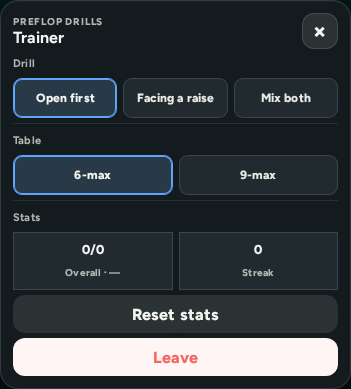 PREFLOP DRILLS
Trainer
×
Drill
Open first
Facing a raise
Mix both
Table
6-max
9-max
Stats
0/0
0
Overall · —
Streak
Reset stats
Leave